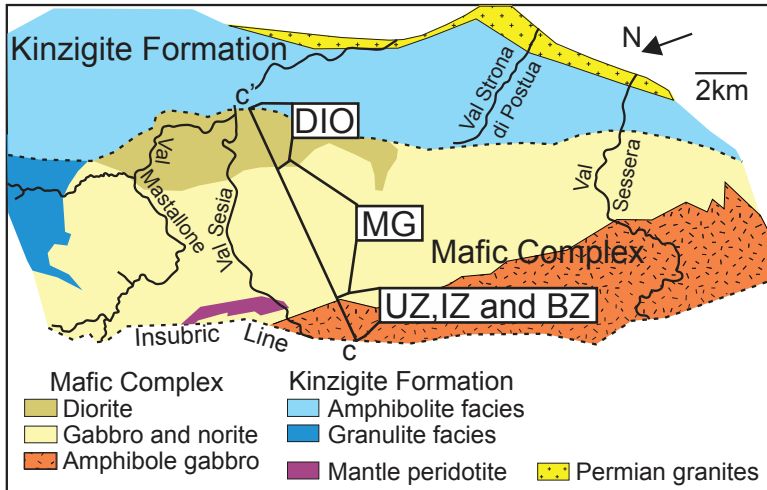 Kinzigite Formation
N
2km
Val Strona
di Postua
c'
DIO
Val
Mastallone
Val Sesia
Val
Sessera
MG
Mafic Complex
UZ,IZ and BZ
Insubric Line
c
Mafic Complex
Diorite
Gabbro and norite
Amphibole gabbro
Kinzigite Formation
Amphibolite facies
Granulite facies
Mantle peridotite
Permian granites